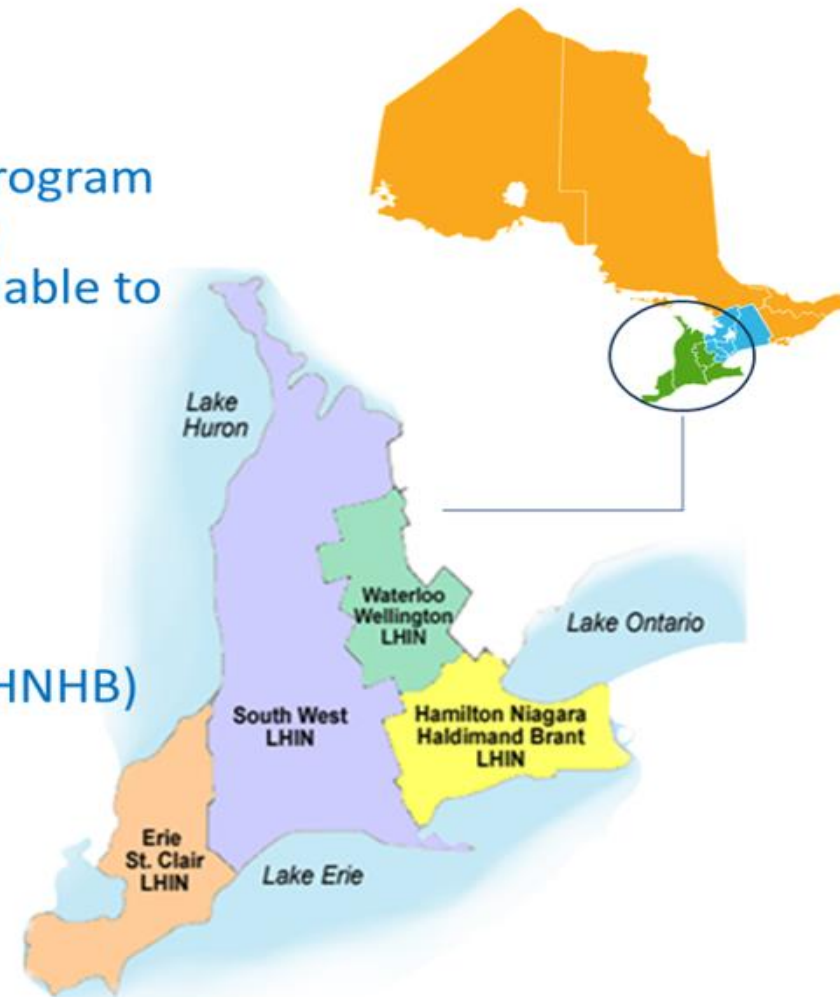 rogram
able to
Lake
Huron
Waterloo
Wellington
LHIN
Lake Ontario
HNHB)
South West
LHIN
Hamilton Niagara
Haldimand Brant
LHIN
Erie
St. Clair
LHIN
Lake Erie